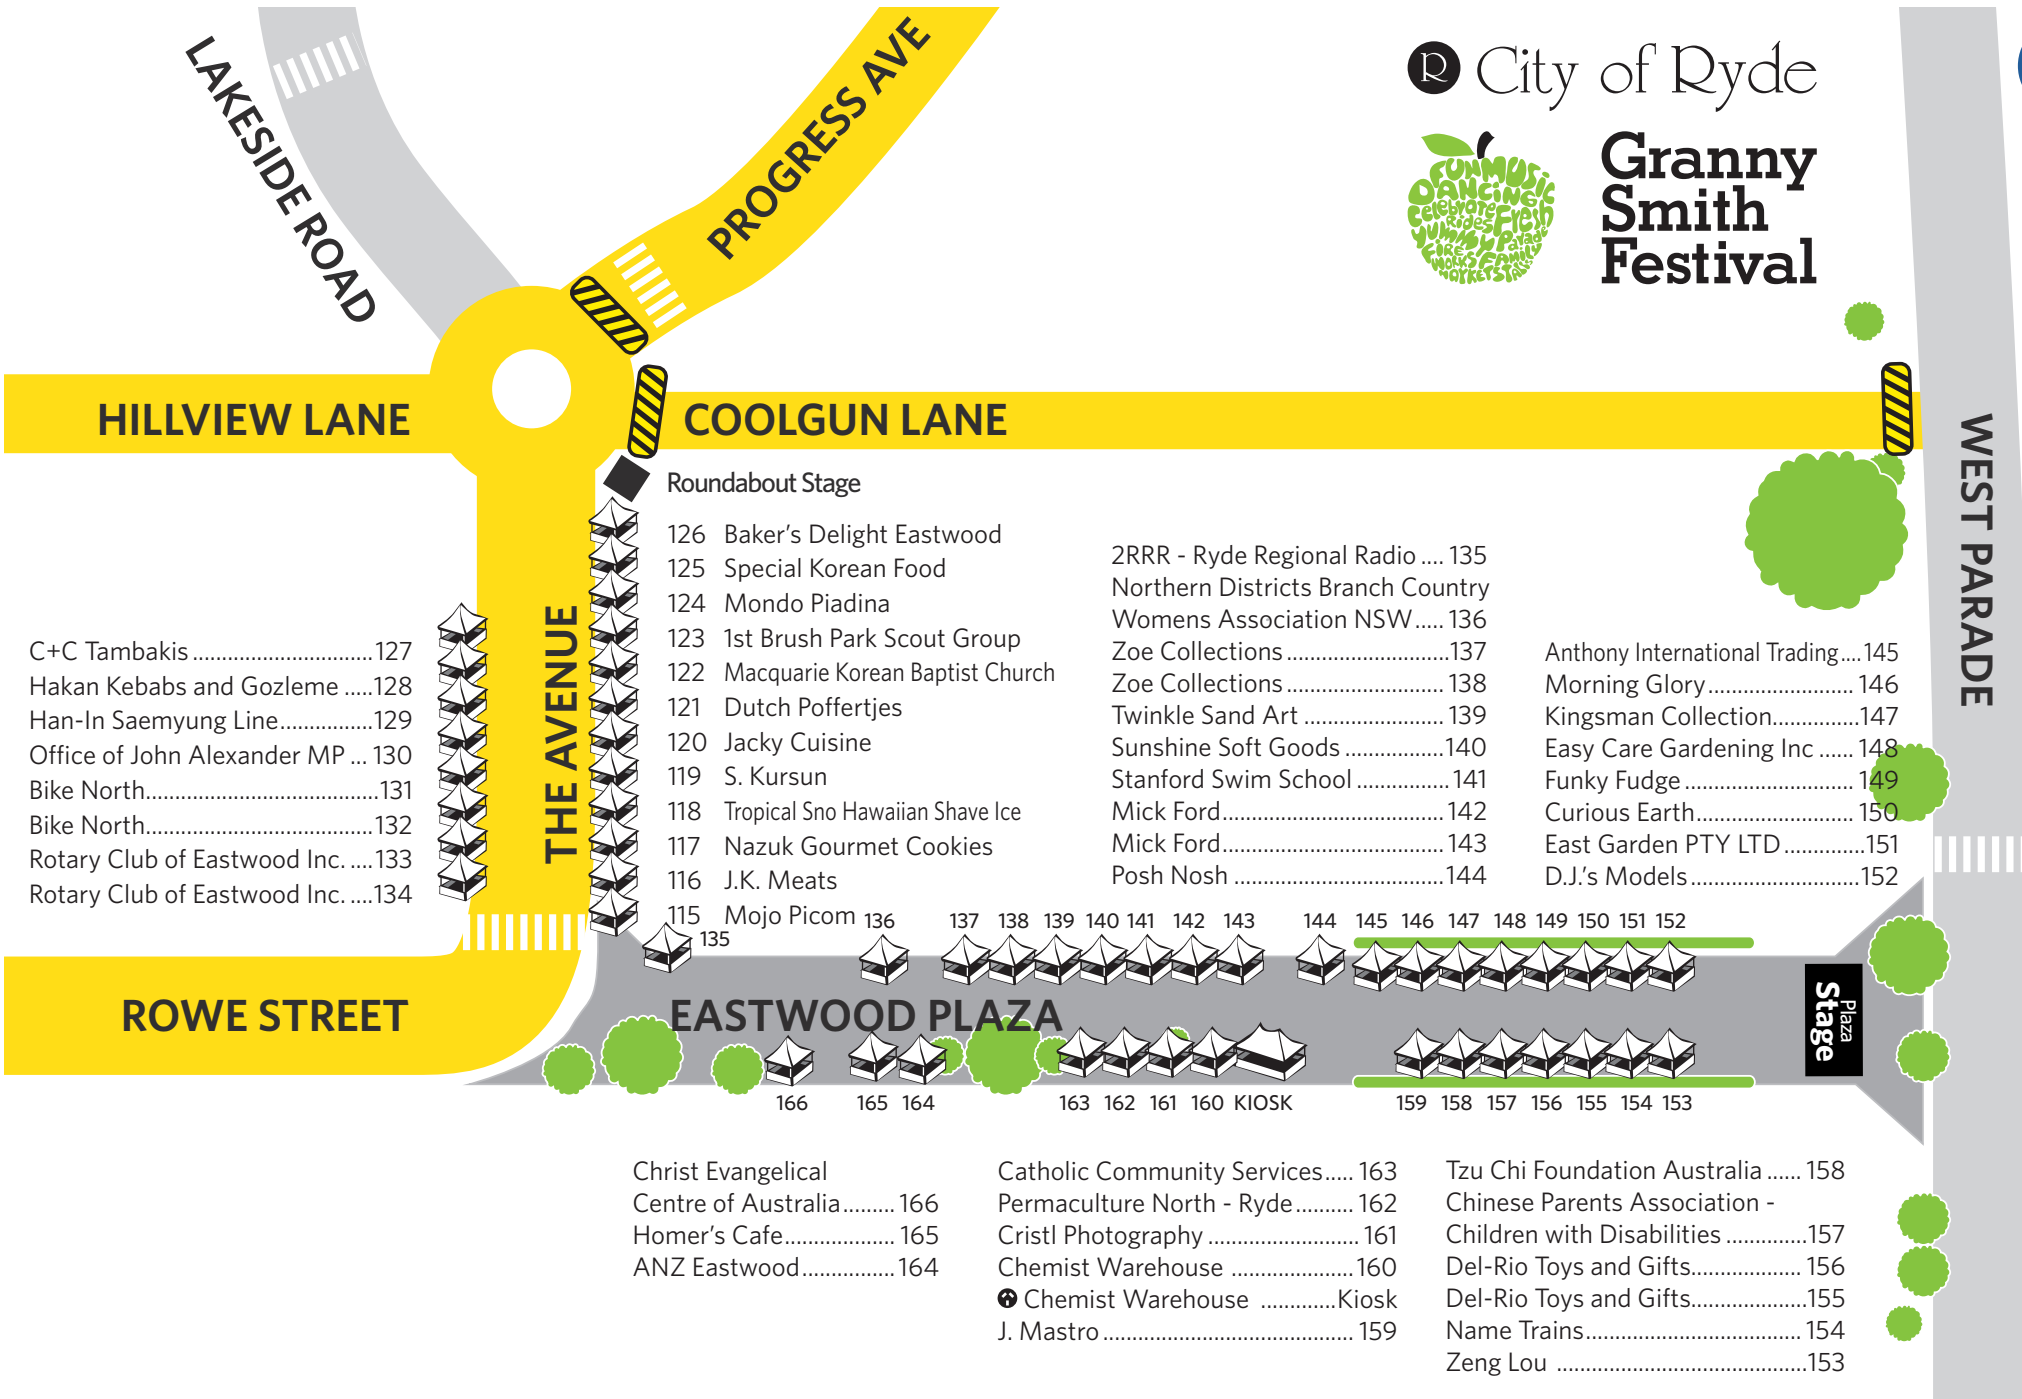 LAKESIDE ROAD
PROGRESS AVE
R City of Ryde
FUN MUSIC
DANCING
Celebrate Fresh
Rides
Yummy Parade
FIRE FAMILY
WORKS
MARKET STALLS
Granny
Smith
Festival
HILLVIEW LANE
COOLGUN LANE
WEST PARADE
THE AVENUE
Roundabout Stage
126 Baker's Delight Eastwood
125 Special Korean Food
124 Mondo Piadina
123 1st Brush Park Scout Group
122 Macquarie Korean Baptist Church
121 Dutch Poffertjes
120 Jacky Cuisine
119 S. Kursun
118 Tropical Sno Hawaiian Shave Ice
117 Nazuk Gourmet Cookies
116 J.K. Meats
115 Mojo Picom
C+C Tambakis ............................... 127
Hakan Kebabs and Gozleme ..... 128
Han-In Saemyung Line................ 129
Office of John Alexander MP ... 130
Bike North........................................ 131
Bike North....................................... 132
Rotary Club of Eastwood Inc. .... 133
Rotary Club of Eastwood Inc. .... 134
2RRR - Ryde Regional Radio .... 135
Northern Districts Branch Country
Womens Association NSW..... 136
Zoe Collections ............................ 137
Zoe Collections ........................... 138
Twinkle Sand Art ........................ 139
Sunshine Soft Goods ................. 140
Stanford Swim School ................ 141
Mick Ford...................................... 142
Mick Ford...................................... 143
Posh Nosh .................................... 144
Anthony International Trading.... 145
Morning Glory......................... 146
Kingsman Collection............... 147
Easy Care Gardening Inc ...... 148
Funky Fudge ............................. 149
Curious Earth............................ 150
East Garden PTY LTD .............. 151
D.J.'s Models ............................. 152
135 136 137 138 139 140 141 142 143 144 145 146 147 148 149 150 151 152
ROWE STREET
EASTWOOD PLAZA
Plaza
Stage
166 165 164 163 162 161 160 KIOSK 159 158 157 156 155 154 153
Christ Evangelical
Centre of Australia ......... 166
Homer's Cafe................... 165
ANZ Eastwood................ 164
Catholic Community Services..... 163
Permaculture North - Ryde .......... 162
Cristl Photography .......................... 161
Chemist Warehouse ..................... 160
Chemist Warehouse ............. Kiosk
J. Mastro ........................................... 159
Tzu Chi Foundation Australia ...... 158
Chinese Parents Association -
Children with Disabilities .............. 157
Del-Rio Toys and Gifts................... 156
Del-Rio Toys and Gifts.................... 155
Name Trains..................................... 154
Zeng Lou ........................................... 153